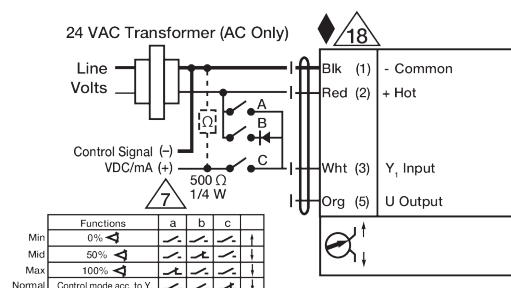 24 VAC Transformer (AC Only)
18
Line
Volts
Blk (1) - Common
Red (2) + Hot
A
Ω
B
Control Signal (–)
VDC/mA (+)
C
Wht (3) Y1 Input
500 Ω
1/4 W
7
Org (5) U Output
Functions a b c
Min 0%
Mid 50%
Max 100%
Normal Control mode acc. to Y